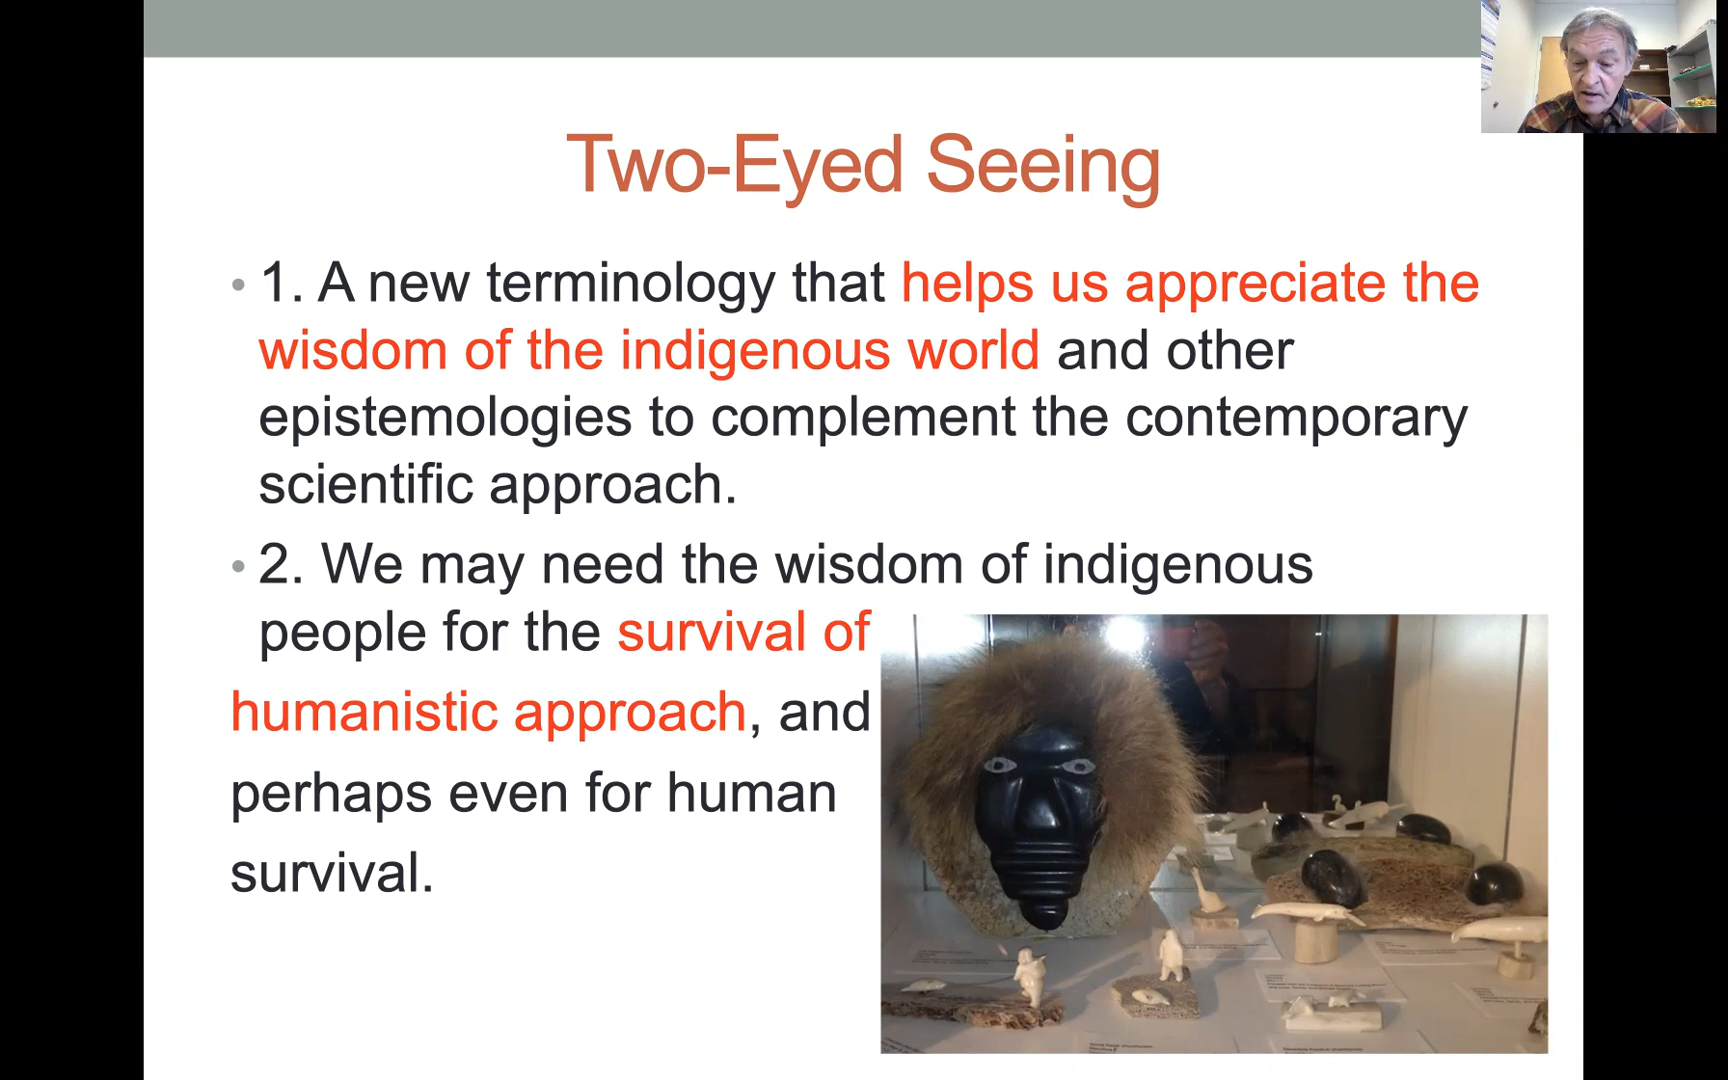 Two-Eyed Seeing
• 1. A new terminology that helps us appreciate the
wisdom of the indigenous world and other
epistemologies to complement the contemporary
scientific approach.
• 2. We may need the wisdom of indigenous
people for the survival of
humanistic approach, and
perhaps even for human
survival.